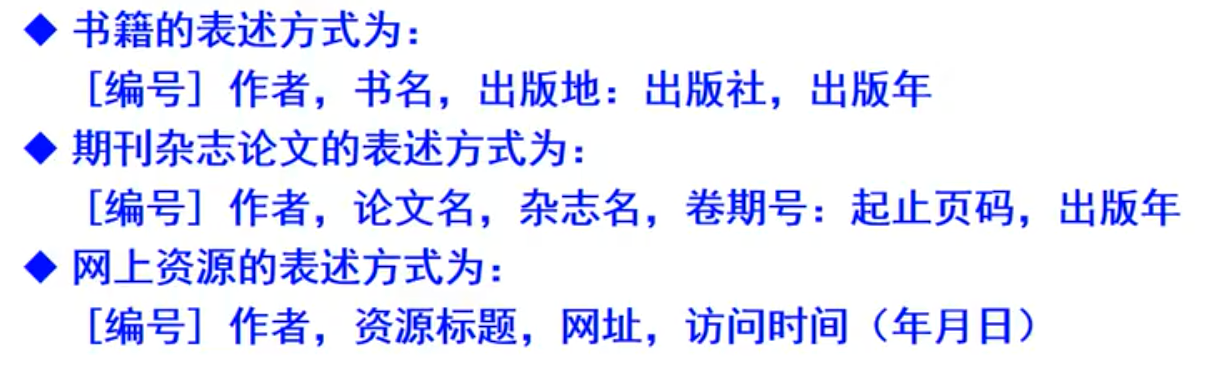 ◆ 书籍的表述方式为：
[编号] 作者，书名，出版地：出版社，出版年
◆ 期刊杂志论文的表述方式为：
[编号] 作者，论文名，杂志名，卷期号：起止页码，出版年
◆ 网上资源的表述方式为：
[编号] 作者，资源标题，网址，访问时间（年月日）